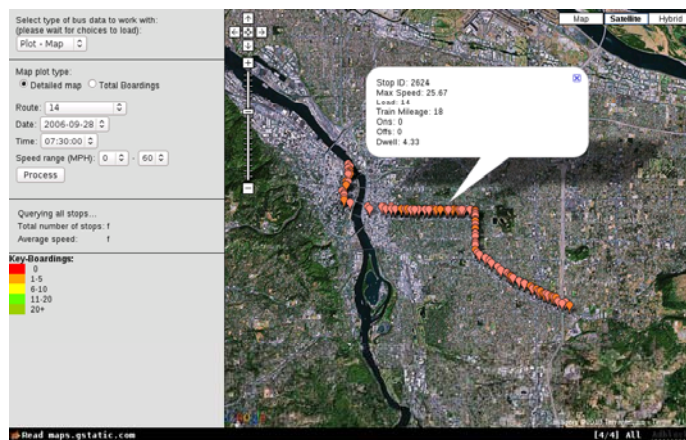 Select type of bus data to work with:
(please wait for choices to load):
Plot - Map
Map plot type:
Detailed map Total Boardings
Route: 14
Date: 2006-09-28
Time: 07:30:00
Speed range (MPH): 0 - 60
Process
Querying all stops...
Total number of stops: f
Average speed: f
Key-Boardings:
0
1-5
6-10
11-20
20+
Map Satellite Hybrid
Stop ID: 2624
Max Speed: 25.67
Load: 14
Train Mileage: 18
Ons: 0
Offs: 0
Dwell: 4.33
Read maps.gstatic.com
[4/4] All